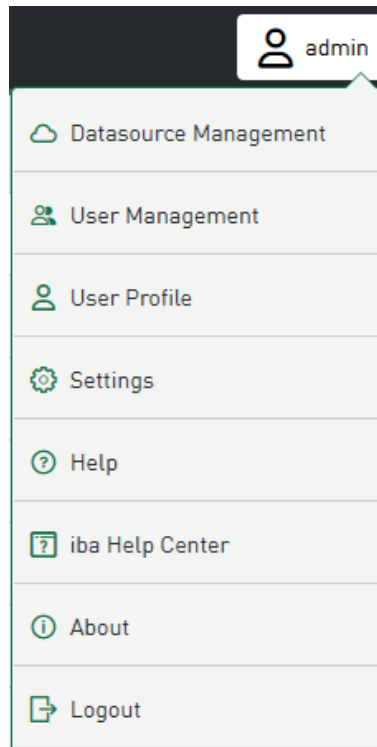 admin
Datasource Management
User Management
User Profile
Settings
Help
iba Help Center
About
Logout